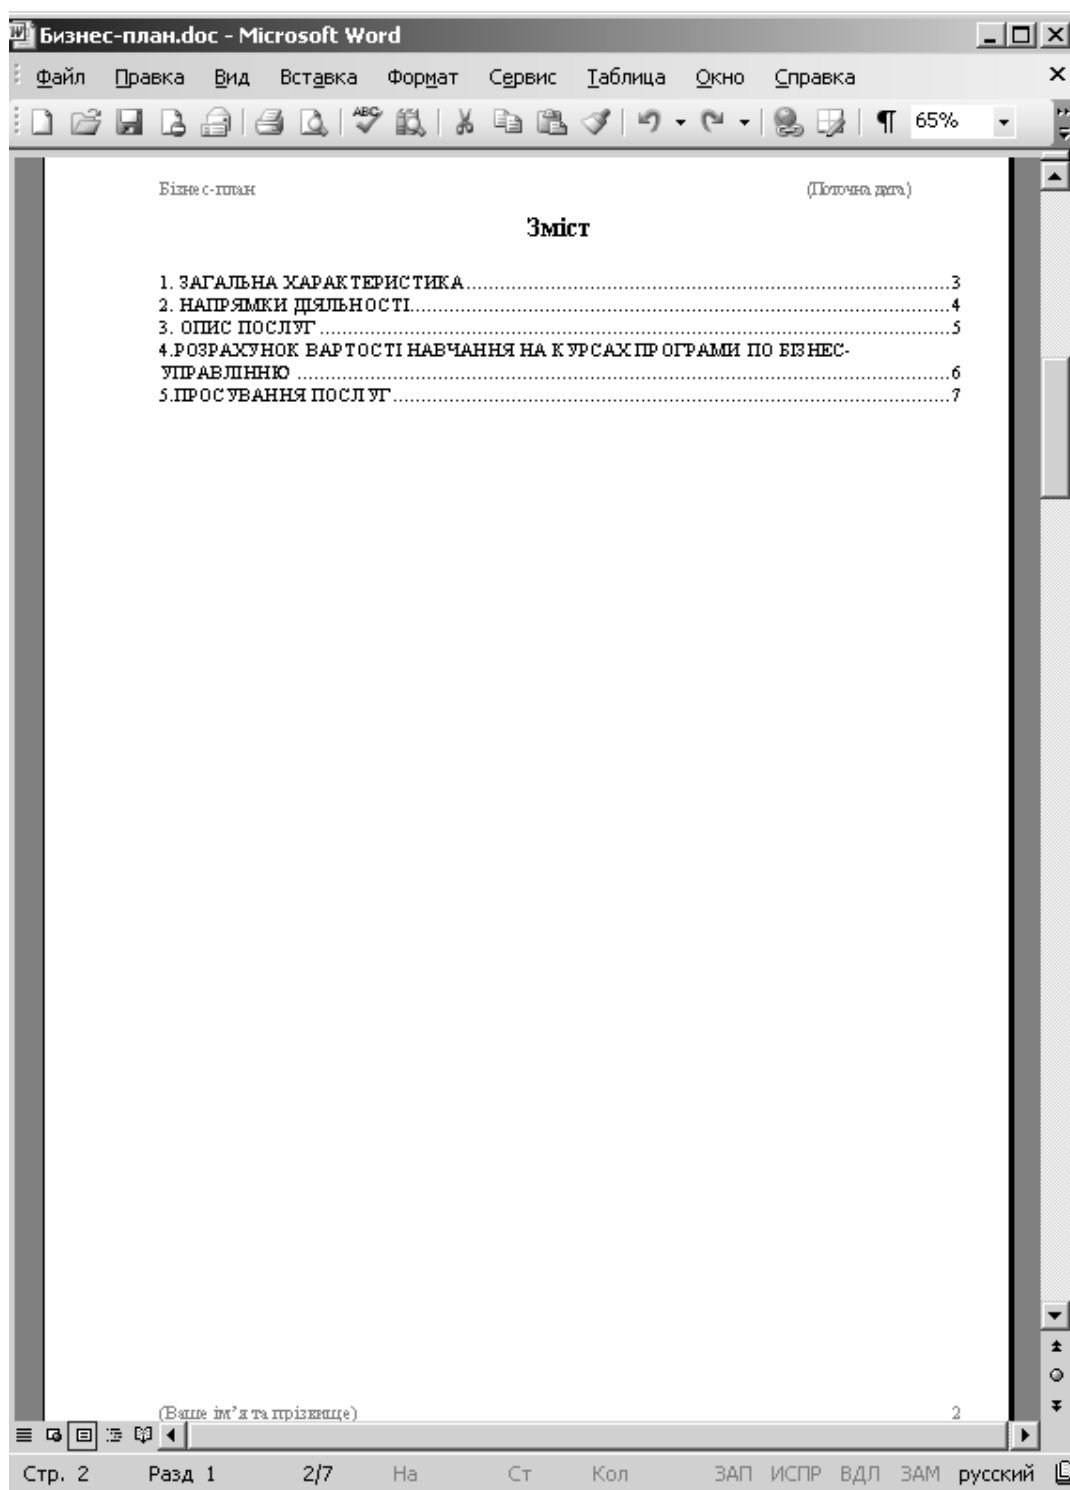 Бизнес-план.doc - Microsoft Word
Файл Правка Вид Вставка Формат Сервис Таблица Окно Справка
65%
Бізнес-план (Поточна дата)
Зміст
1. ЗАГАЛЬНА ХАРАКТЕРИСТИКА...3
2. НАПРЯМКИ ДІЯЛЬНОСТІ...4
3. ОПИС ПОСЛУГ...5
4.РОЗРАХУНОК ВАРТОСТІ НАВЧАННЯ НА КУРСАХ ПРОГРАМИ ПО БІЗНЕС-
УПРАВЛІННЮ...6
5.ПРОСУВАННЯ ПОСЛУГ...7
(Ваше ім’я та прізвище) 2
Стр. 2 Разд 1 2/7 На Ст Кол ЗАП ИСПР ВДЛ ЗАМ русский